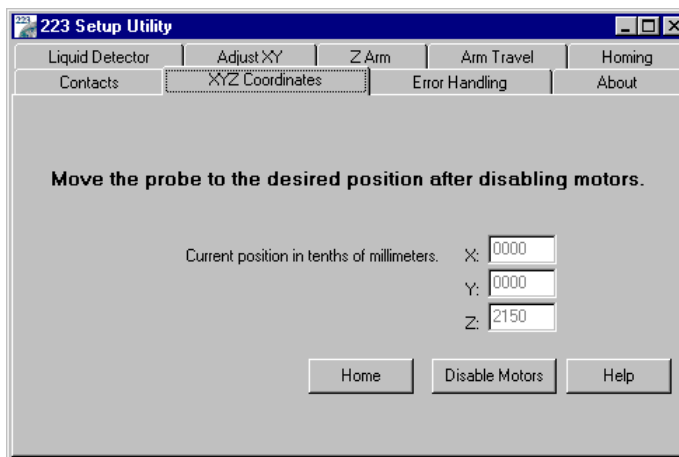 223 Setup Utility
Liquid Detector Adjust XY Z Arm Arm Travel Homing
Contacts XYZ Coordinates Error Handling About
Move the probe to the desired position after disabling motors.
Current position in tenths of millimeters. X: 0000
Y: 0000
Z: 2150
Home Disable Motors Help